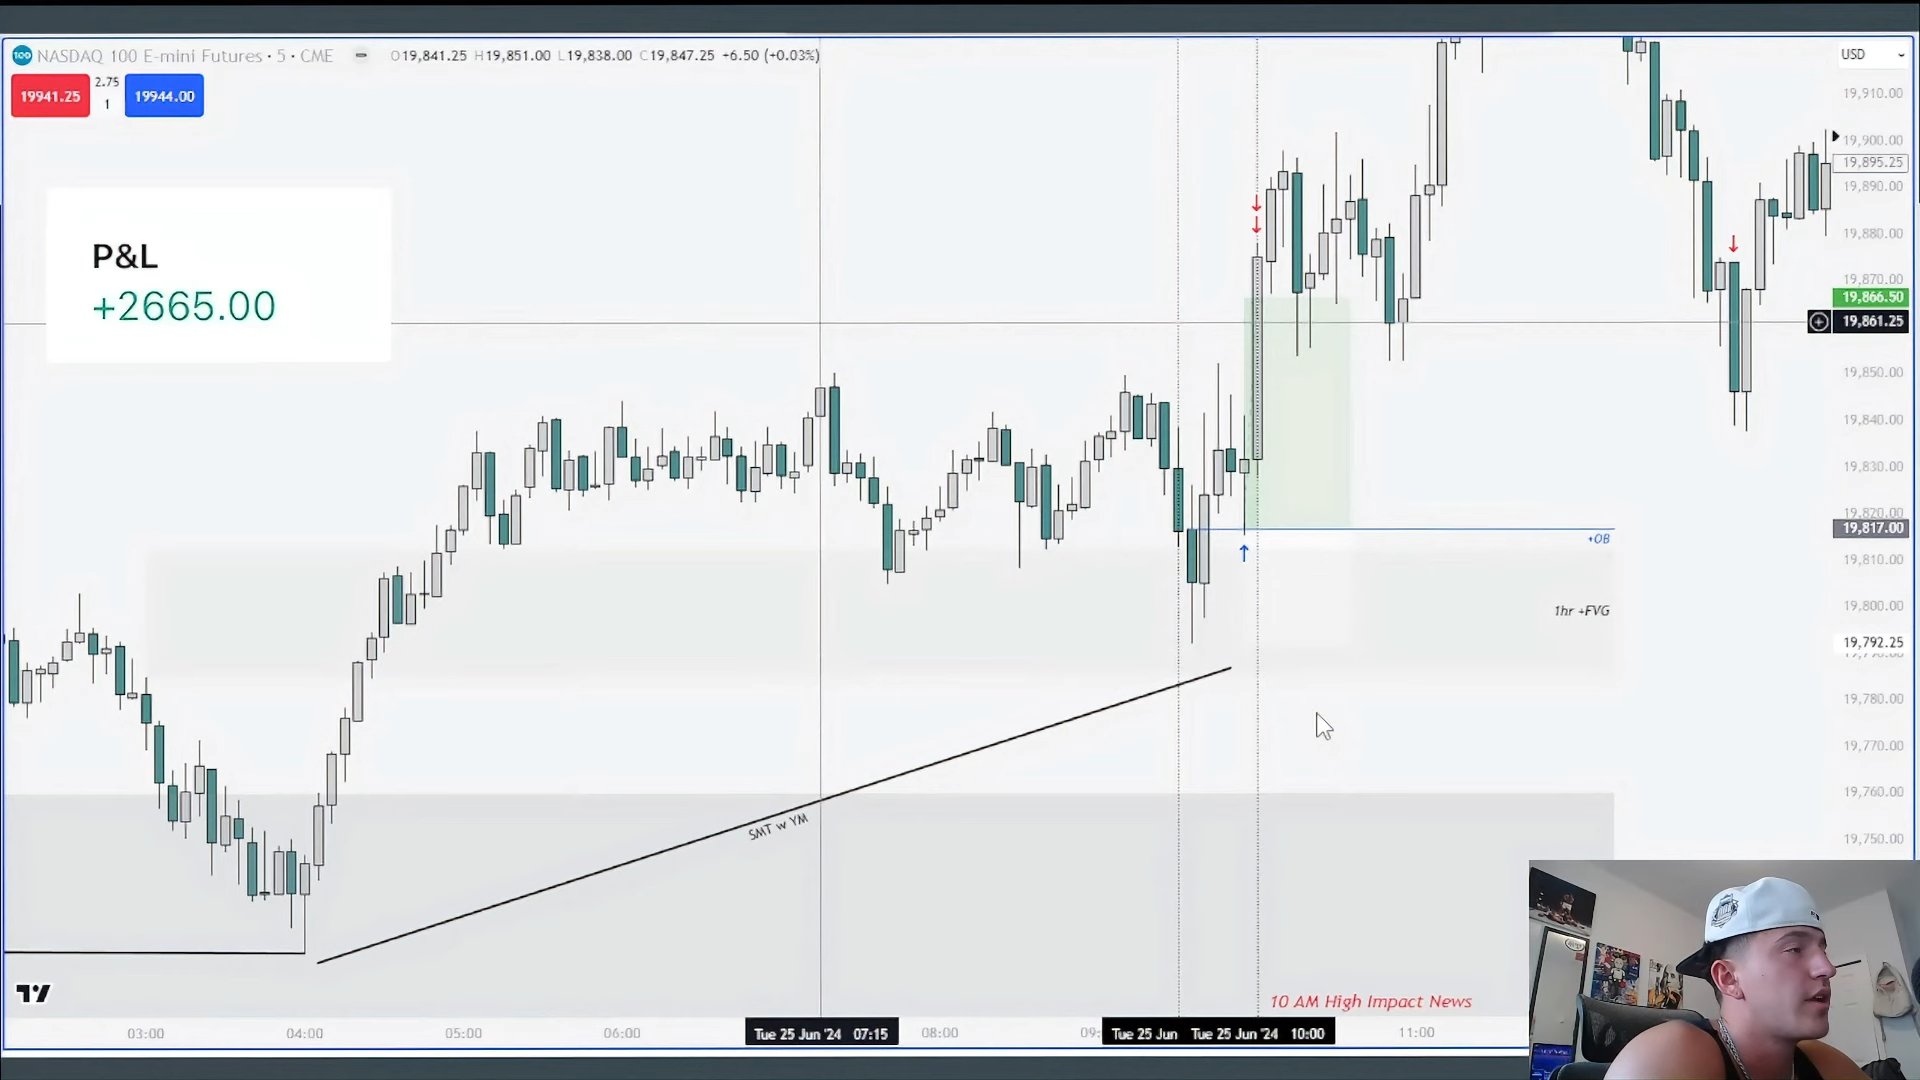 NASDAQ 100 E-mini Futures · 5 · CME O19,841.25 H19,851.00 L19,838.00 C19,847.25 +6.50 (+0.03%)
USD
19941.25 2.75 1 19944.00
19,910.00
19,900.00
19,895.25
19,890.00
19,880.00
19,870.00
19,866.50
19,861.25
19,850.00
19,840.00
19,830.00
19,820.00
19,817.00
19,810.00
19,800.00
19,792.25
19,780.00
19,770.00
19,760.00
19,750.00
P&L
+2665.00
+OB
1hr +FVG
SMT w YM
10 AM High Impact News
03:00 04:00 05:00 06:00 Tue 25 Jun '24 07:15 08:00 09: Tue 25 Jun Tue 25 Jun '24 10:00 11:00